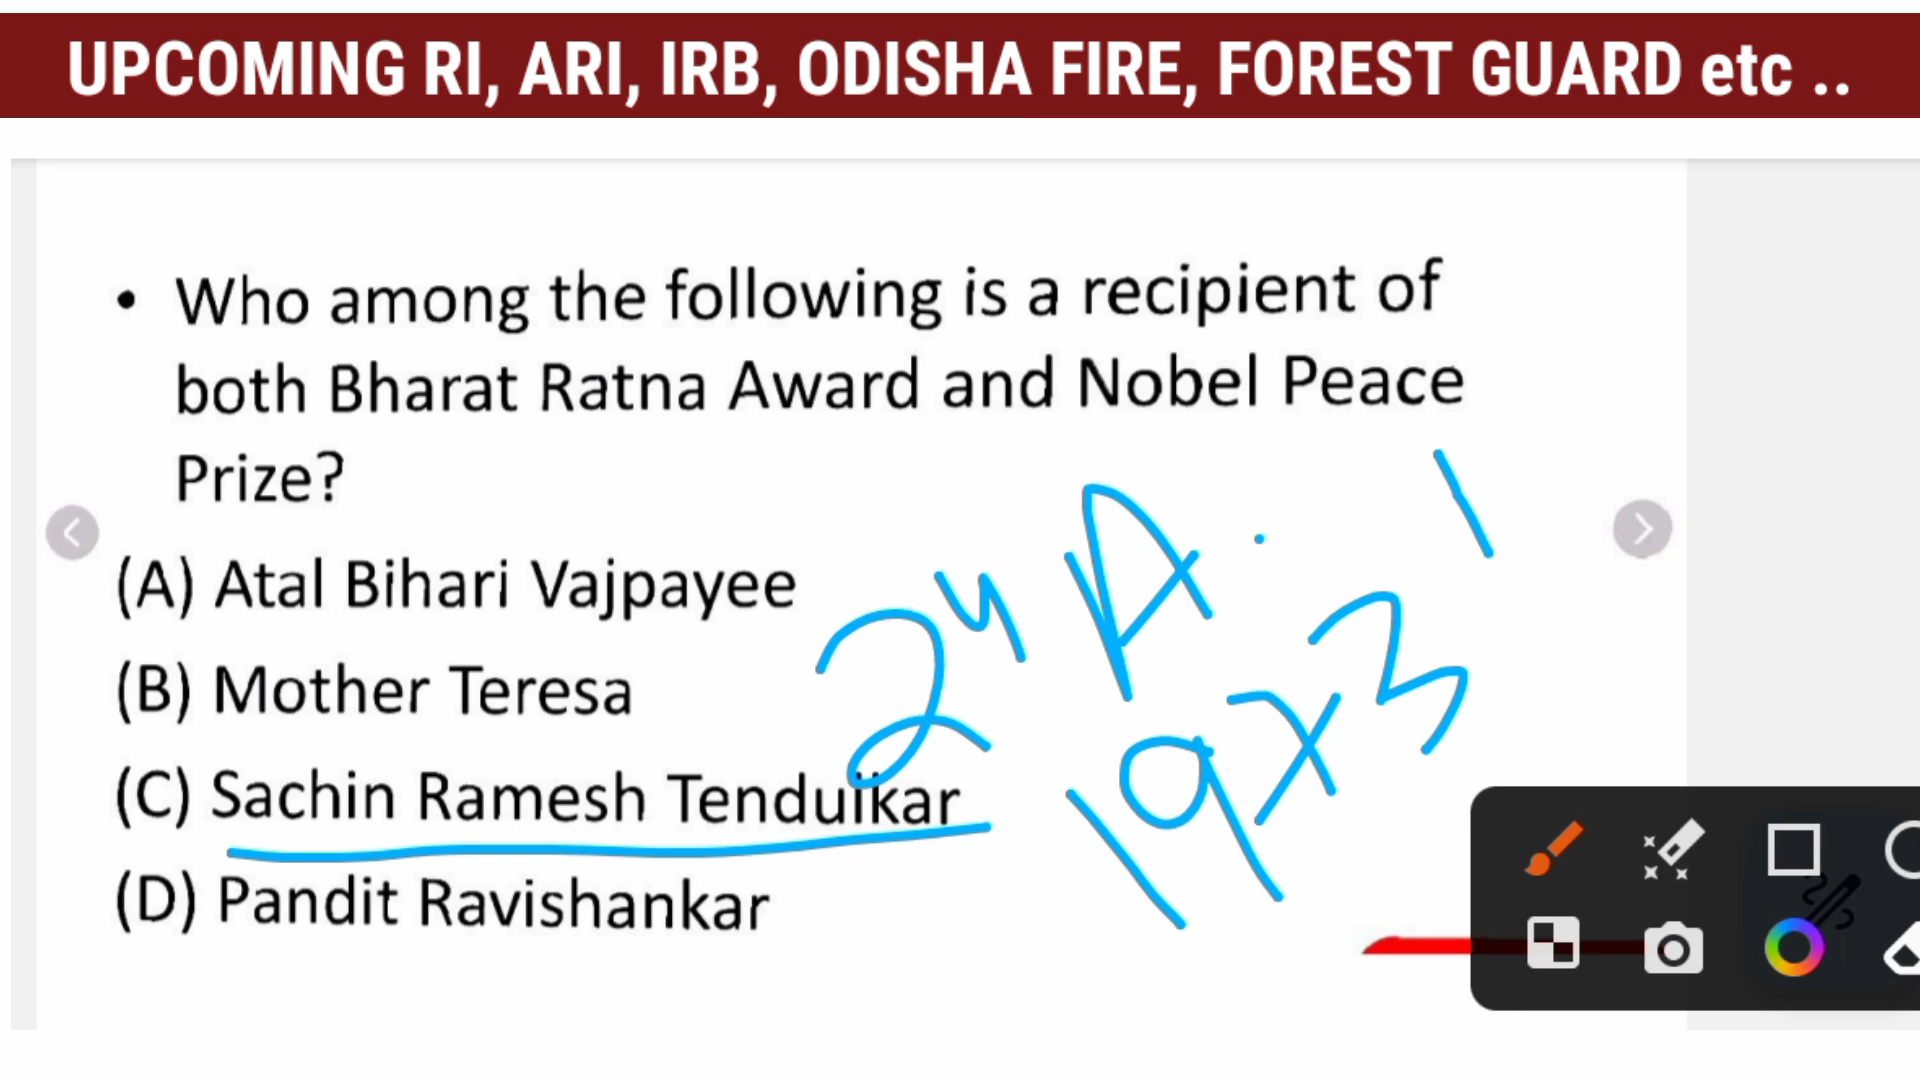 UPCOMING RI, ARI, IRB, ODISHA FIRE, FOREST GUARD etc ..
• Who among the following is a recipient of
both Bharat Ratna Award and Nobel Peace
Prize?
(A) Atal Bihari Vajpayee
(B) Mother Teresa
(C) Sachin Ramesh Tendulkar
(D) Pandit Ravishankar
24 A. 1
1973